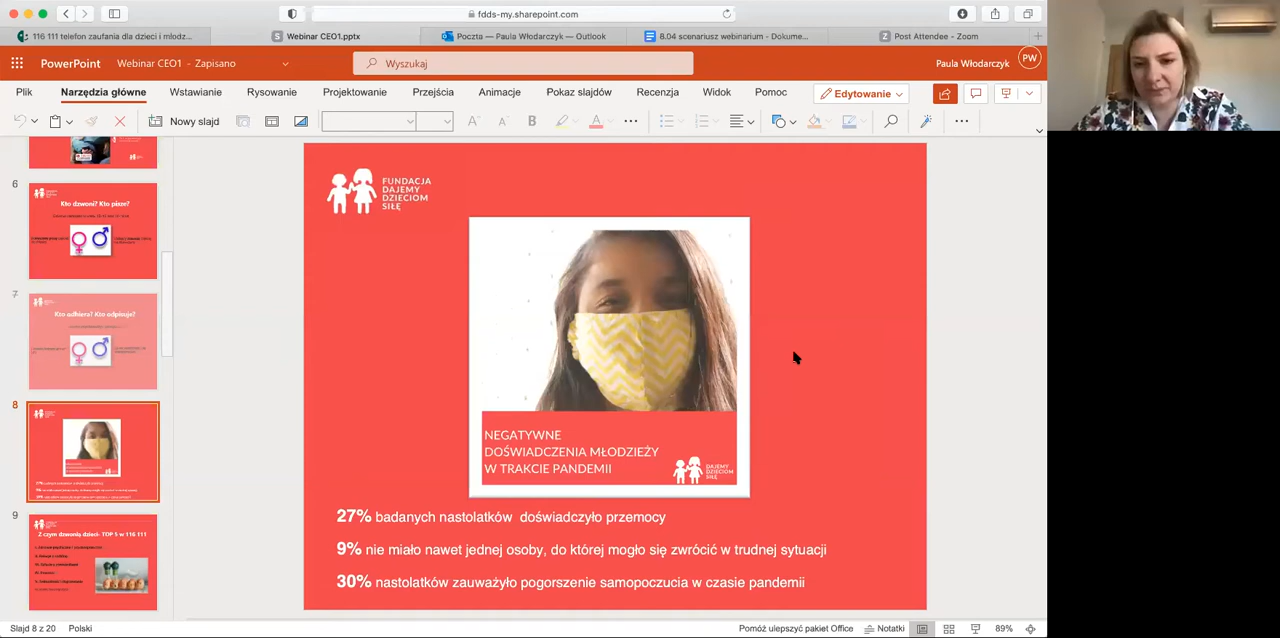 fdds-my.sharepoint.com
116 111 telefon zaufania dla dzieci i młodz...
Webinar CEO1.pptx
Poczta — Paula Włodarczyk — Outlook
8.04 scenariusz webinarium - Dokume...
Post Attendee - Zoom
PowerPoint
Webinar CEO1 - Zapisano
Wyszukaj
Paula Włodarczyk
PW
Plik
Narzędzia główne
Wstawianie
Rysowanie
Projektowanie
Przejścia
Animacje
Pokaz slajdów
Recenzja
Widok
Pomoc
Edytowanie
Nowy slajd
B
A
6
Kto dzwoni? Kto pisze?
7
Kto odbiera? Kto odpisuje?
8
9
Z czym dzwonią dzieci- TOP 5 w 116 111
FUNDACJA
DAJEMY
DZIECIOM
SIŁĘ
NEGATYWNE
DOŚWIADCZENIA MŁODZIEŻY
W TRAKCIE PANDEMII
DAJEMY
DZIECIOM
SIŁĘ
27% badanych nastolatków doświadczyło przemocy
9% nie miało nawet jednej osoby, do której mogło się zwrócić w trudnej sytuacji
30% nastolatków zauważyło pogorszenie samopoczucia w czasie pandemii
Slajd 8 z 20
Polski
Pomóż ulepszyć pakiet Office
Notatki
89%